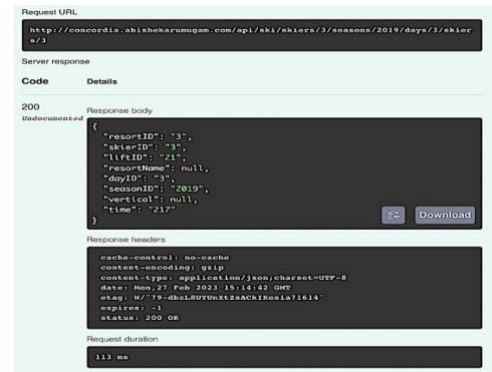 Request URL
http://concordia.abishekarumugam.com/api/ski/skiers/3/seasons/2019/days/3/skier
s/3
Server response
Code Details
200
Undocumented
Response body
{
"resortID": "3",
"skierID": "3",
"liftID": "21",
"resortName": null,
"dayID": "3",
"seasonID": "2019",
"vertical": null,
"time": "217"
}
Download
Response headers
cache-control: no-cache
content-encoding: gzip
content-type: application/json;charset=UTF-8
date: Mon,27 Feb 2023 15:14:42 GMT
expires: -1
status: 200 OK
Request duration
113 ms